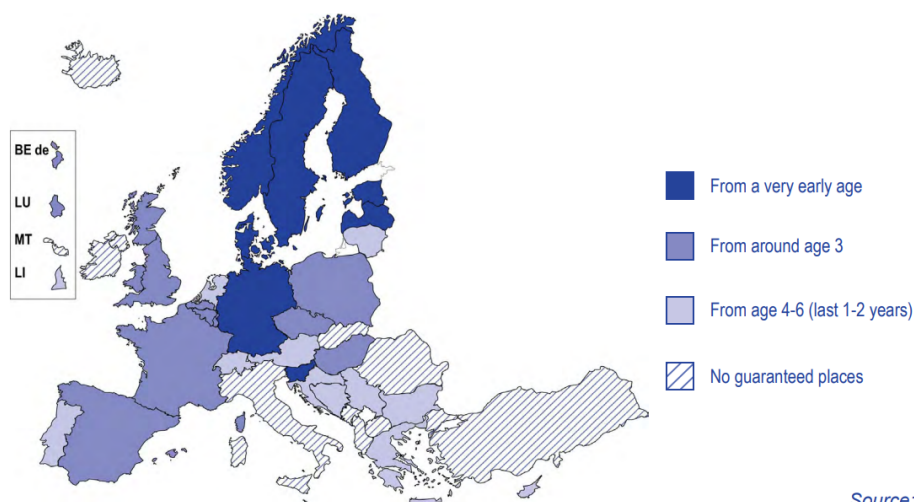 BE de
LU
MT
LI
From a very early age
From around age 3
From age 4-6 (last 1-2 years)
No guaranteed places
Source: